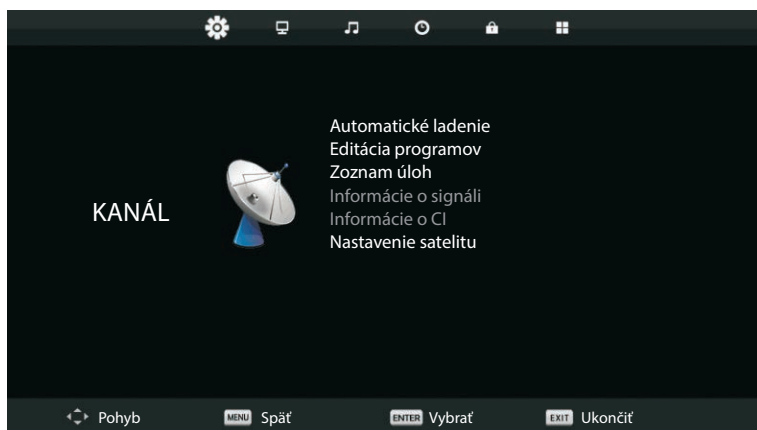 KANÁL
Automatické ladenie
Editácia programov
Zoznam úloh
Informácie o signáli
Informácie o CI
Nastavenie satelitu
Pohyb MENU Späť ENTER Vybrať EXIT Ukončiť